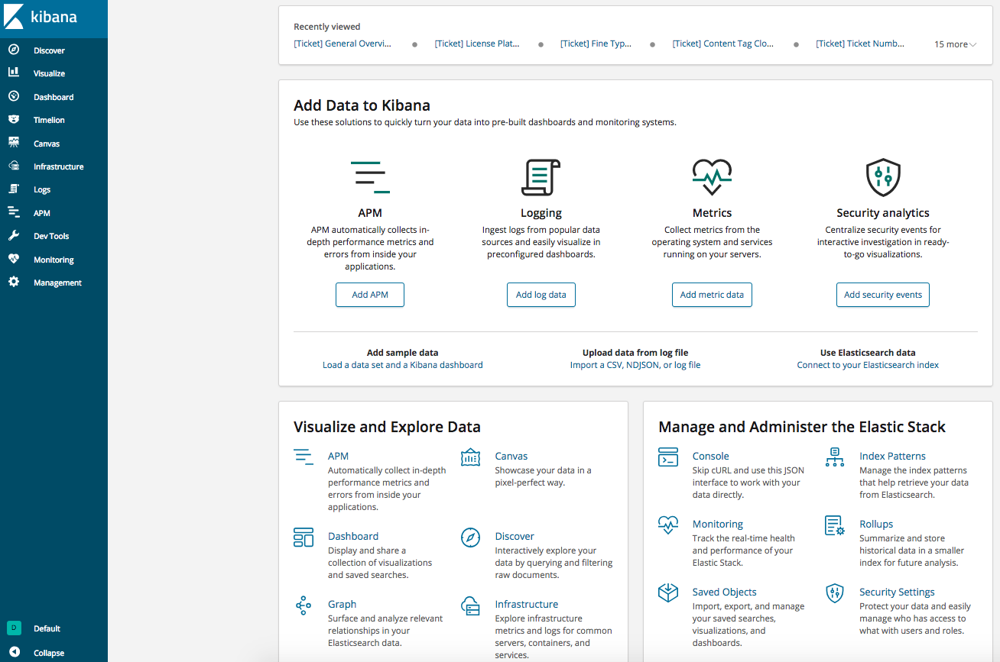 kibana
Discover
Visualize
Dashboard
Timelion
Canvas
Infrastructure
Logs
APM
Dev Tools
Monitoring
Management
D Default
Collapse
Recently viewed
[Ticket] General Overvi... [Ticket] License Plat... [Ticket] Fine Typ... [Ticket] Content Tag Clo... [Ticket] Ticket Numb... 15 more
Add Data to Kibana
Use these solutions to quickly turn your data into pre-built dashboards and monitoring systems.
APM
APM automatically collects in-
depth performance metrics and
errors from inside your
applications.
Add APM
Logging
Ingest logs from popular data
sources and easily visualize in
preconfigured dashboards.
Add log data
Metrics
Collect metrics from the
operating system and services
running on your servers.
Add metric data
Security analytics
Centralize security events for
interactive investigation in ready-
to-go visualizations.
Add security events
Add sample data
Load a data set and a Kibana dashboard
Upload data from log file
Import a CSV, NDJSON, or log file
Use Elasticsearch data
Connect to your Elasticsearch index
Visualize and Explore Data
APM
Automatically collect in-depth
performance metrics and
errors from inside your
applications.
Canvas
Showcase your data in a
pixel-perfect way.
Dashboard
Display and share a
collection of visualizations
and saved searches.
Discover
Interactively explore your
data by querying and filtering
raw documents.
Graph
Surface and analyze relevant
relationships in your
Elasticsearch data.
Infrastructure
Explore infrastructure
metrics and logs for common
servers, containers, and
services.
Manage and Administer the Elastic Stack
Console
Skip cURL and use this JSON
interface to work with your
data directly.
Index Patterns
Manage the index patterns
that help retrieve your data
from Elasticsearch.
Monitoring
Track the real-time health
and performance of your
Elastic Stack.
Rollups
Summarize and store
historical data in a smaller
index for future analysis.
Saved Objects
Import, export, and manage
your saved searches,
visualizations, and
dashboards.
Security Settings
Protect your data and easily
manage who has access to
what with users and roles.